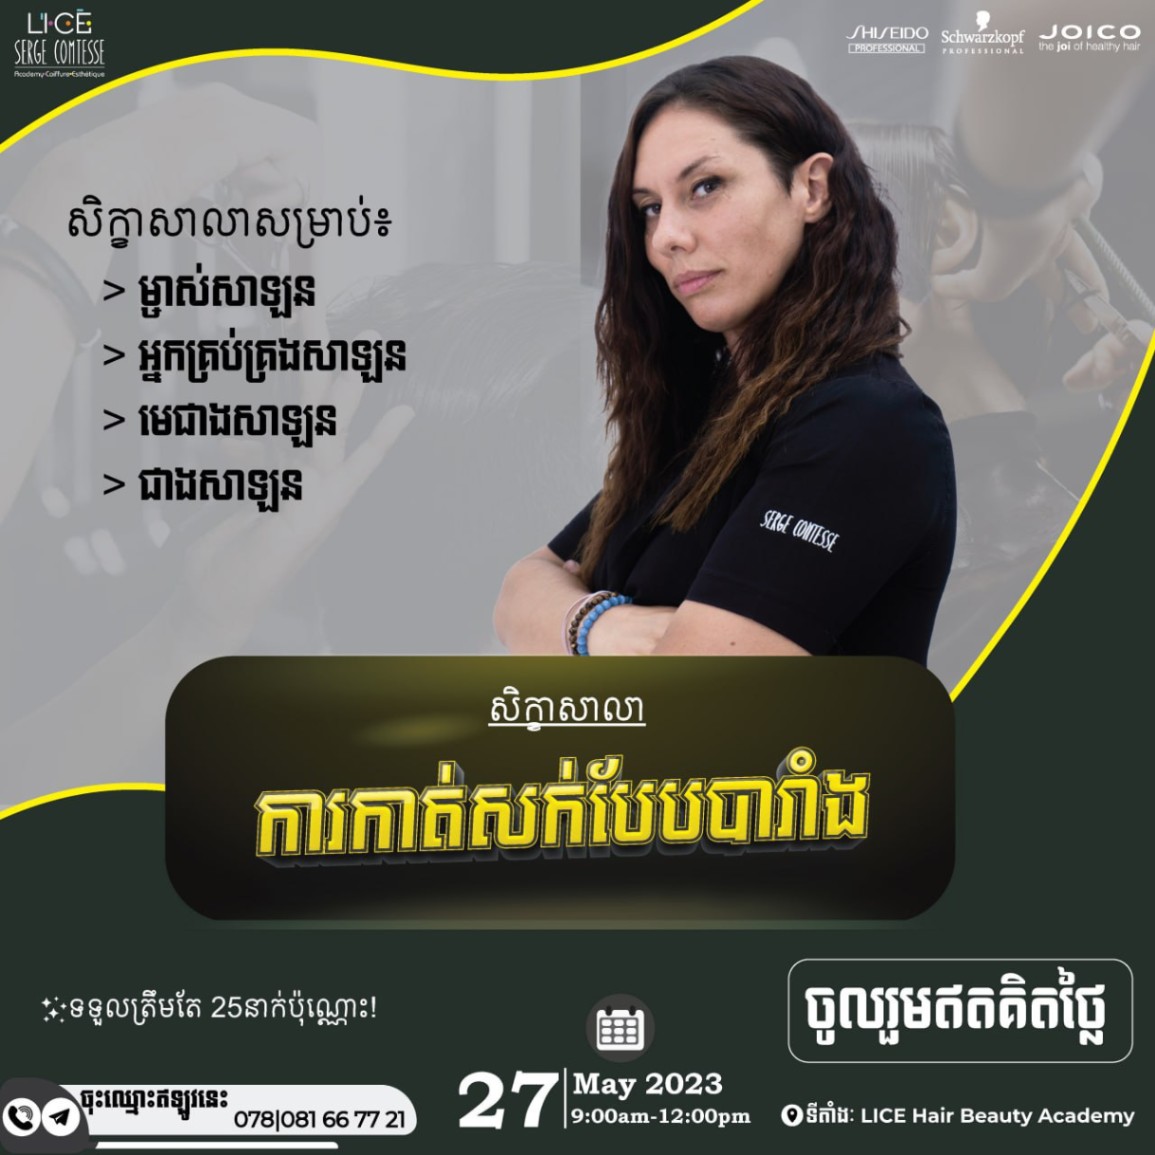 LICE
SERGE COMTESSE
Academy-Coiffure-Esthétique
SHISEIDO
PROFESSIONAL
Schwarzkopf
PROFESSIONAL
JOICO
the joi of healthy hair
សិក្ខាសាលាសម្រាប់៖
> ម្ចាស់សាឡន
> អ្នកគ្រប់គ្រងសាឡន
> មេជាងសាឡន
> ជាងសាឡន
SERGE COMTESSE
សិក្ខាសាលា
ការកាត់សក់បែបបារាំង
ទទួលត្រឹមតែ 25នាក់ប៉ុណ្ណោះ!
ចូលរួមឥតគិតថ្លៃ
ចុះឈ្មោះឥឡូវនេះ
078|081 66 77 21
27 May 2023
9:00am-12:00pm
ទីតាំង: LICE Hair Beauty Academy